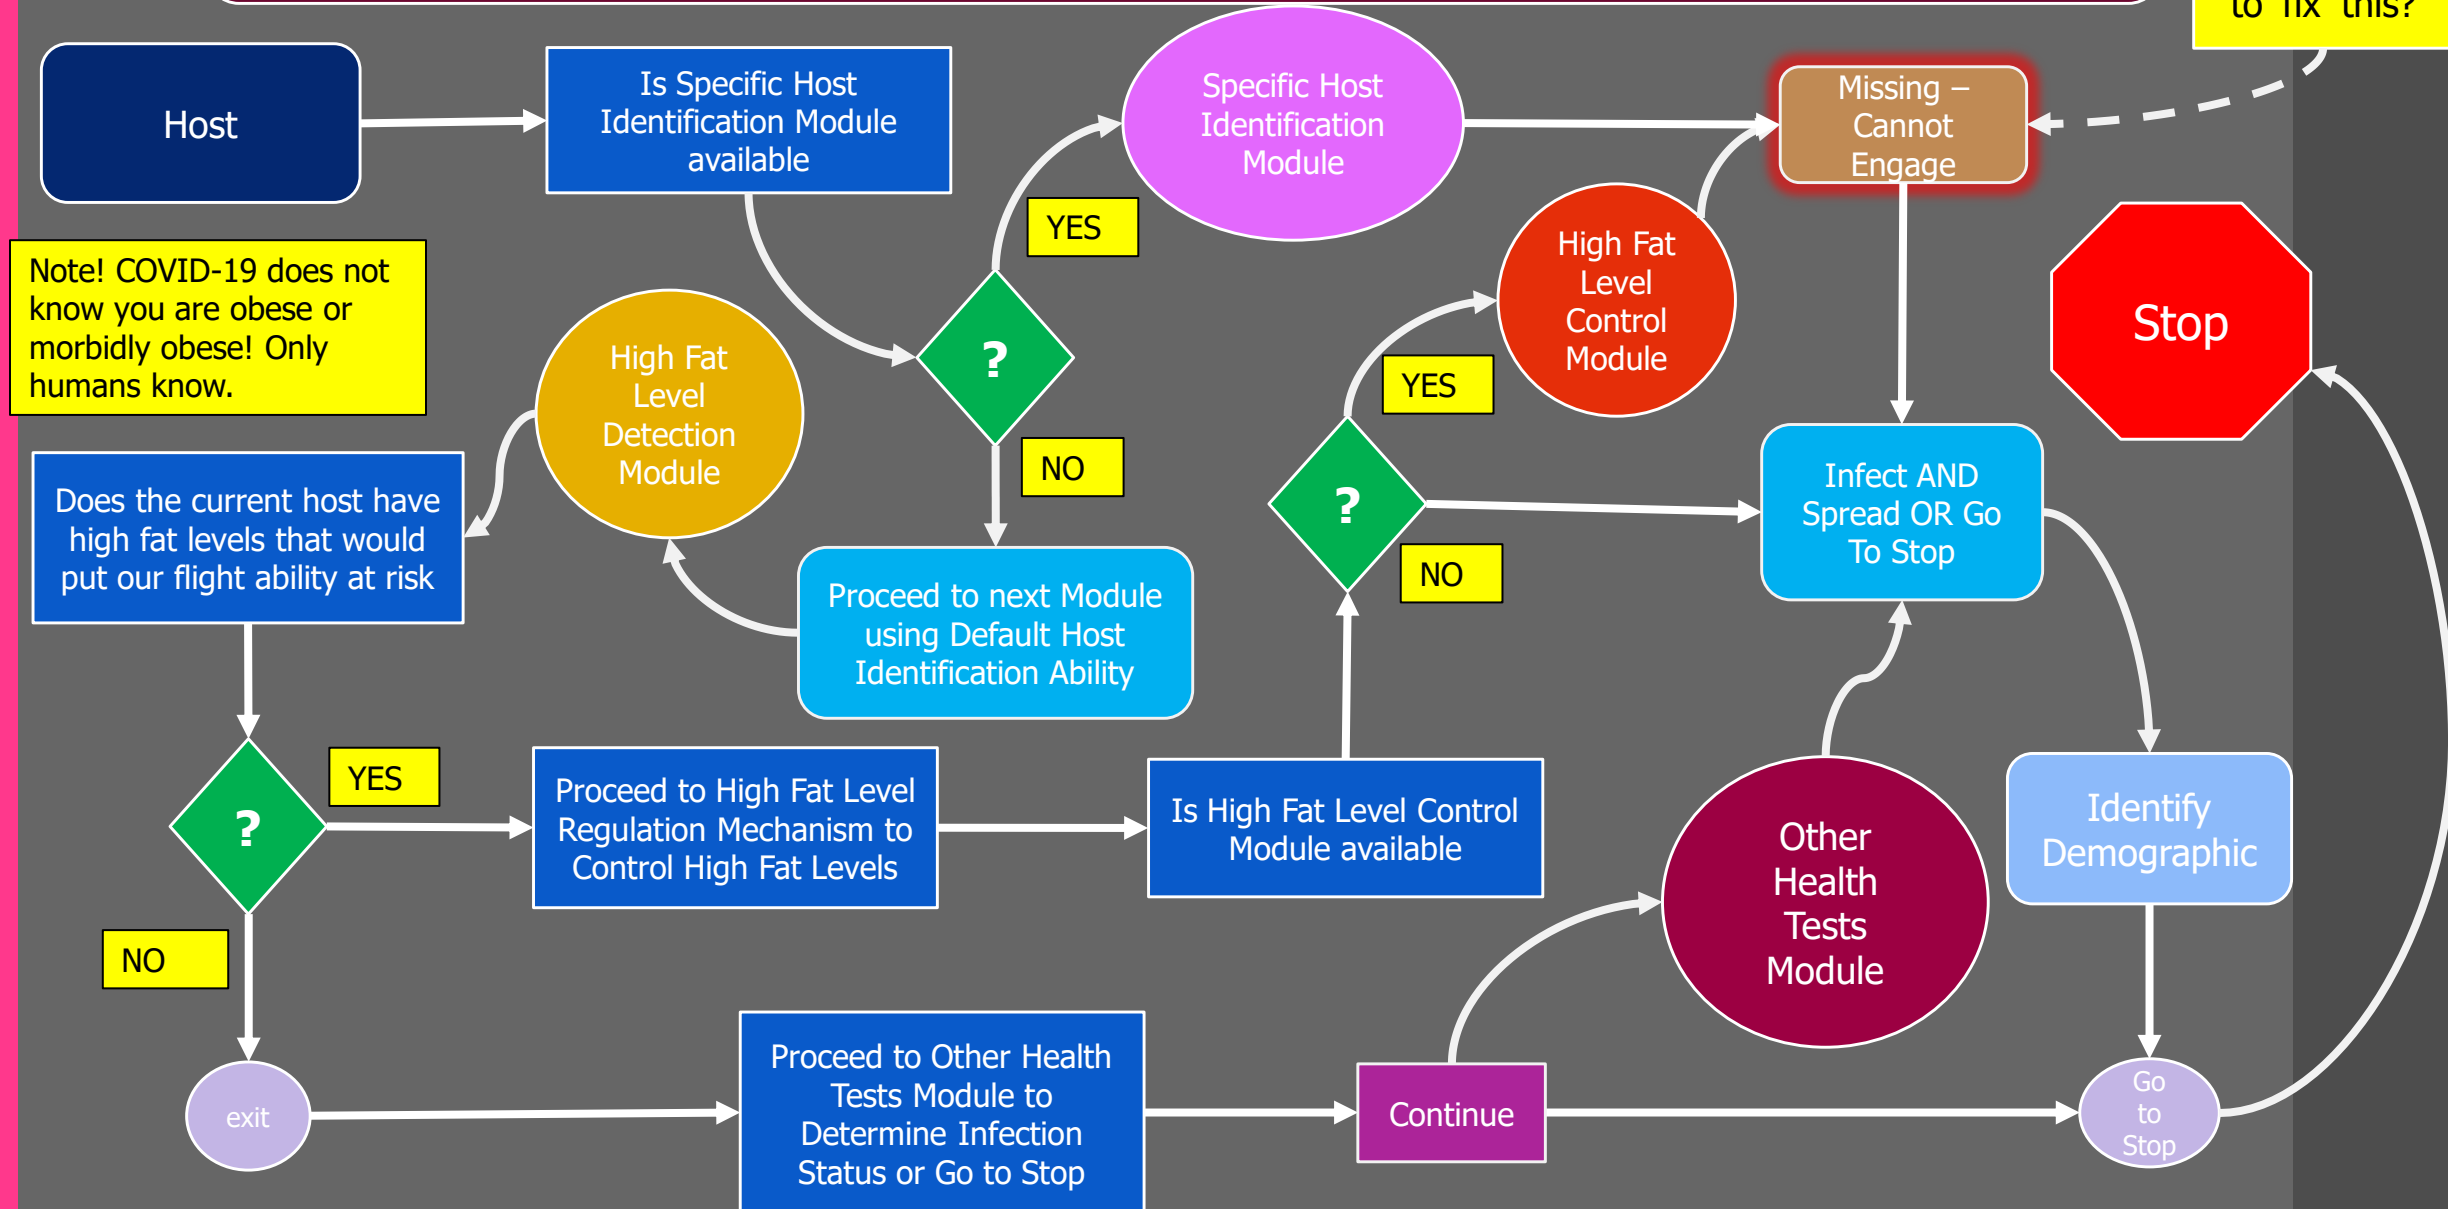 to fix this?
Host
Is Specific Host
Identification Module
available
Specific Host
Identification
Module
Missing –
Cannot
Engage
YES
Note! COVID-19 does not
know you are obese or
morbidly obese! Only
humans know.
High Fat
Level
Detection
Module
?
High Fat
Level
Control
Module
Stop
YES
NO
Does the current host have
high fat levels that would
put our flight ability at risk
?
Infect AND
Spread OR Go
To Stop
NO
Proceed to next Module
using Default Host
Identification Ability
?
YES
Proceed to High Fat Level
Regulation Mechanism to
Control High Fat Levels
Is High Fat Level Control
Module available
Other
Health
Tests
Module
Identify
Demographic
NO
exit
Proceed to Other Health
Tests Module to
Determine Infection
Status or Go to Stop
Continue
Go
to
Stop